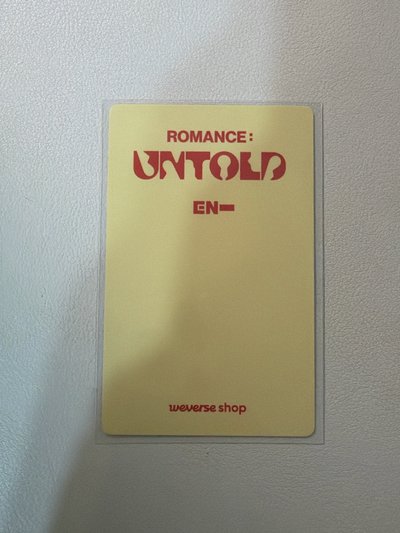 ROMANCE:
UNTOLD
EN-
weverse shop